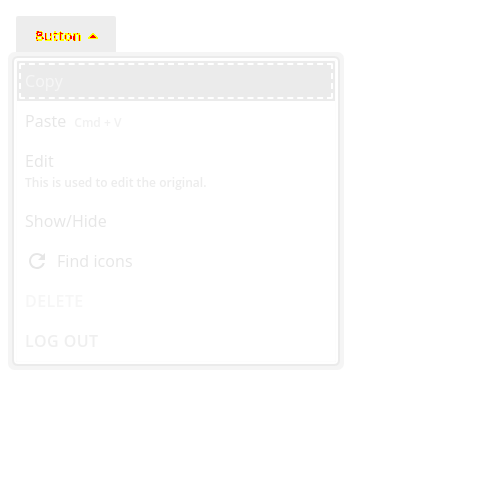 Button
Copy
Paste Cmd + V
Edit
This is used to edit the original.
Show/Hide
Find icons
DELETE
LOG OUT